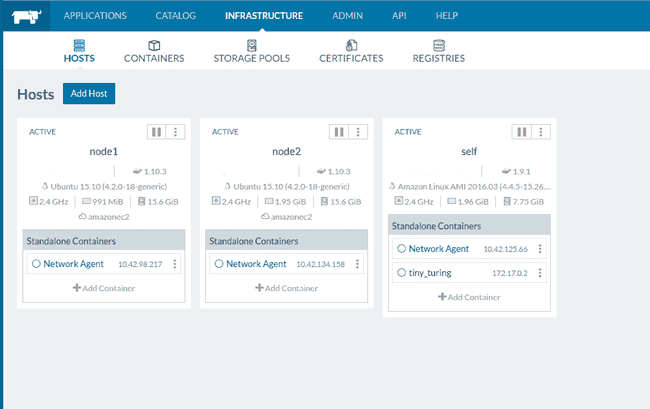 APPLICATIONS CATALOG INFRASTRUCTURE ADMIN API HELP
HOSTS CONTAINERS STORAGE POOLS CERTIFICATES REGISTRIES
Hosts Add Host
ACTIVE
node1
1.10.3
Ubuntu 15.10 (4.2.0-18-generic)
2.4 GHz 991 MiB 15.6 GiB
amazonec2
Standalone Containers
Network Agent 10.42.98.217
Add Container
ACTIVE
node2
1.10.3
Ubuntu 15.10 (4.2.0-18-generic)
2.4 GHz 1.95 GiB 15.6 GiB
amazonec2
Standalone Containers
Network Agent 10.42.134.158
Add Container
ACTIVE
self
1.9.1
Amazon Linux AMI 2016.03 (4.4.5-15.26...
2.4 GHz 1.96 GiB 7.75 GiB
Standalone Containers
Network Agent 10.42.125.66
tiny_turing 172.17.0.2
Add Container